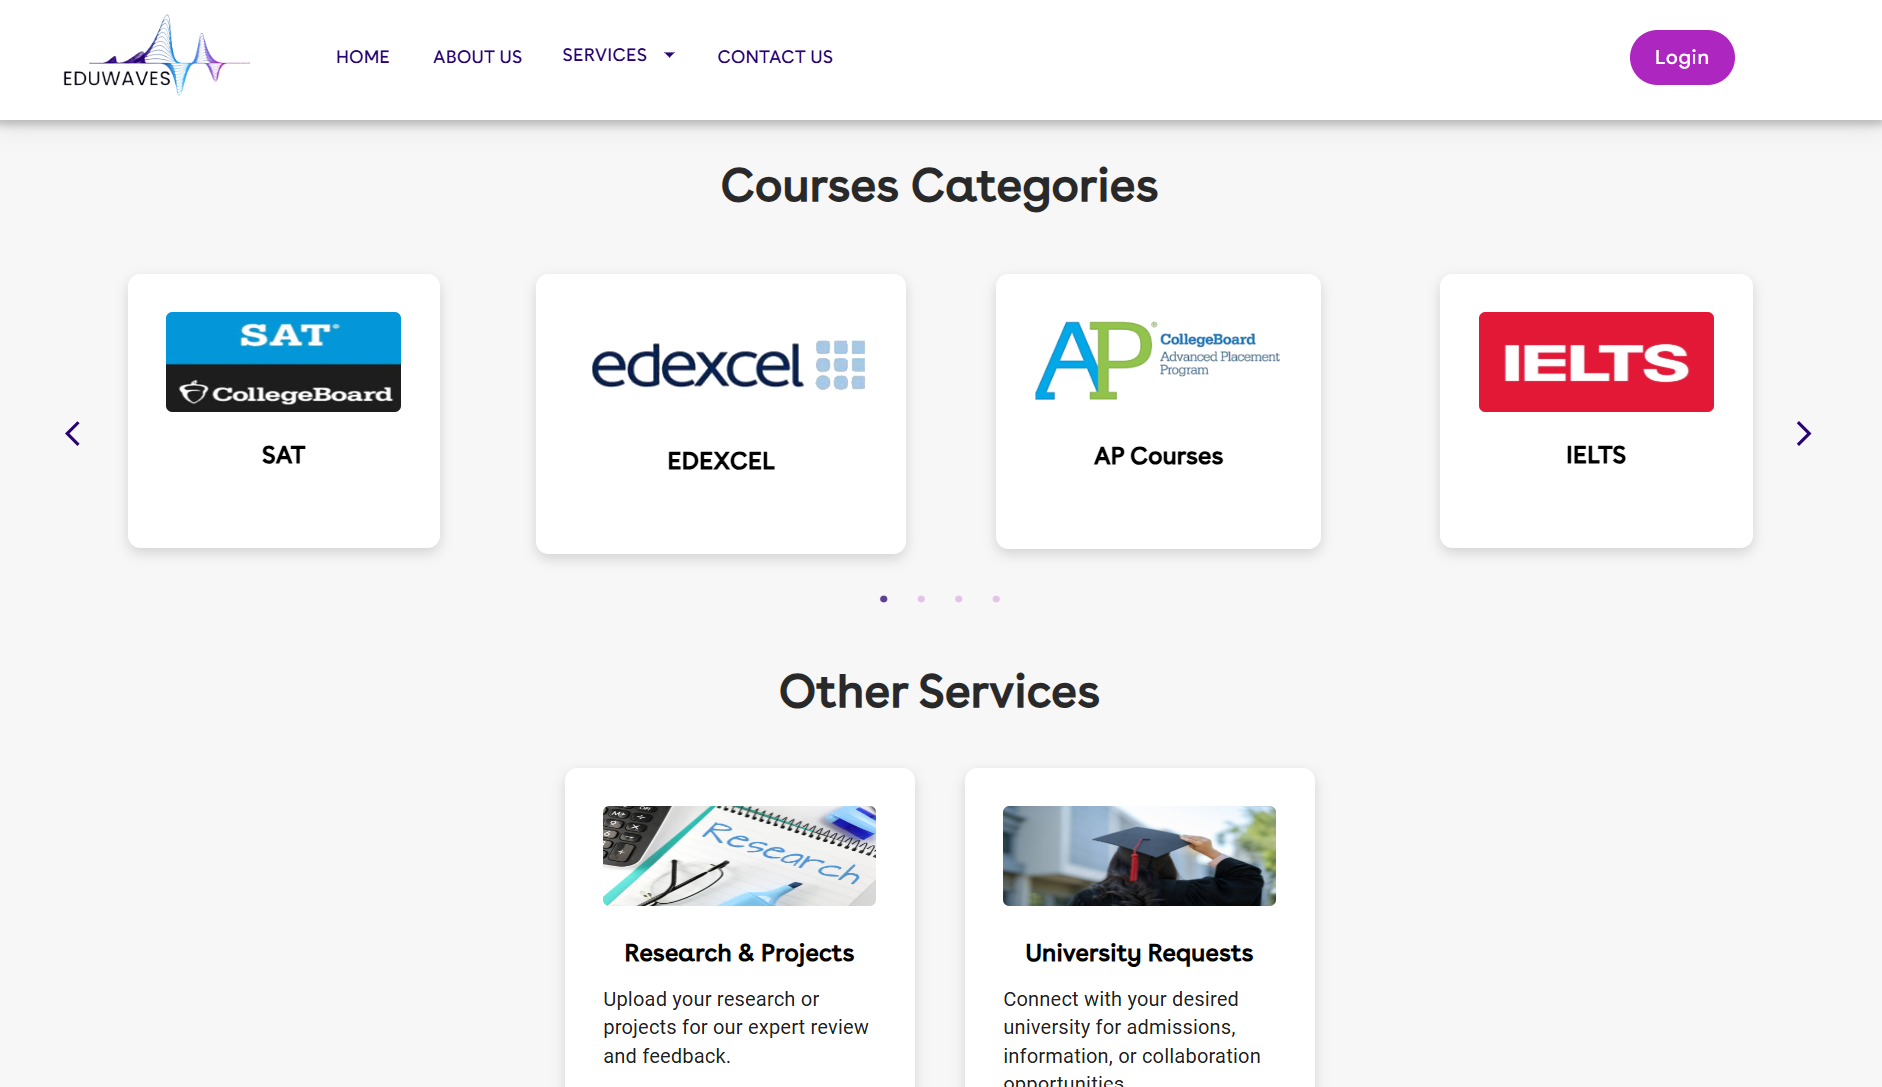 EDUWAVES
HOME
ABOUT US
SERVICES
CONTACT US
Login
Courses Categories
SAT®
CollegeBoard
SAT
edexcel
EDEXCEL
AP®
CollegeBoard
Advanced Placement
Program
AP Courses
IELTS
IELTS
Other Services
Research
Research & Projects
Upload your research or
projects for our expert review
and feedback.
University Requests
Connect with your desired
university for admissions,
information, or collaboration
opportunities